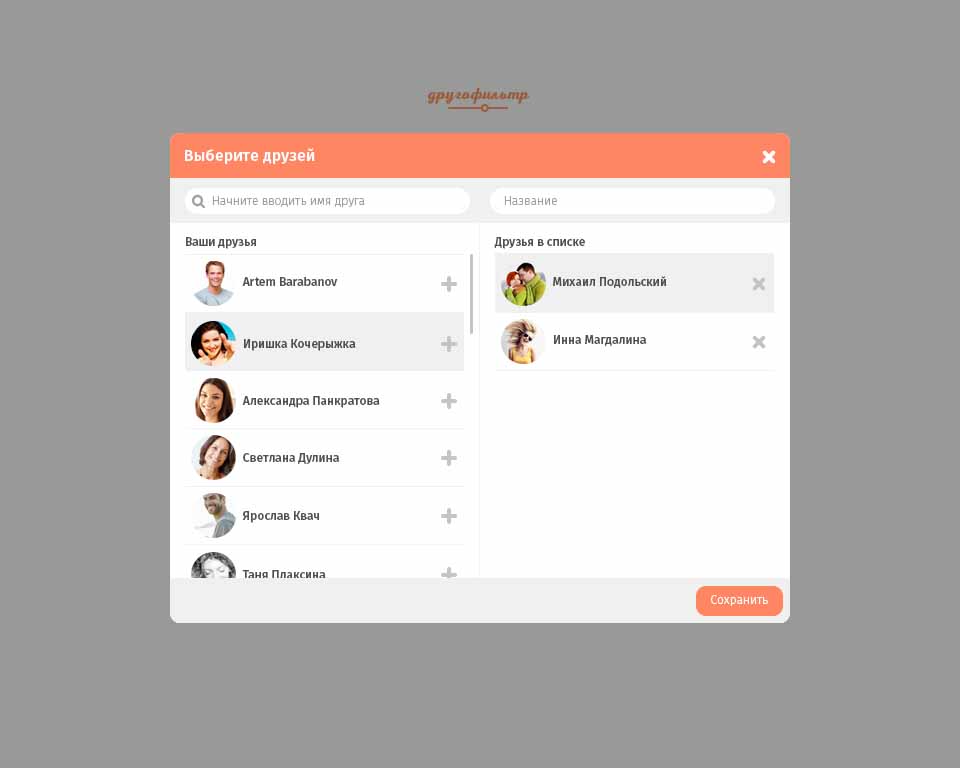 другофильтр
Выберите друзей
Начните вводить имя друга
Название
Ваши друзья
Artem Barabanov
Иришка Кочерыжка
Александра Панкратова
Светлана Дулина
Ярослав Квач
Таня Плаксина
Друзья в списке
Михаил Подольский
Инна Магдалина
Сохранить